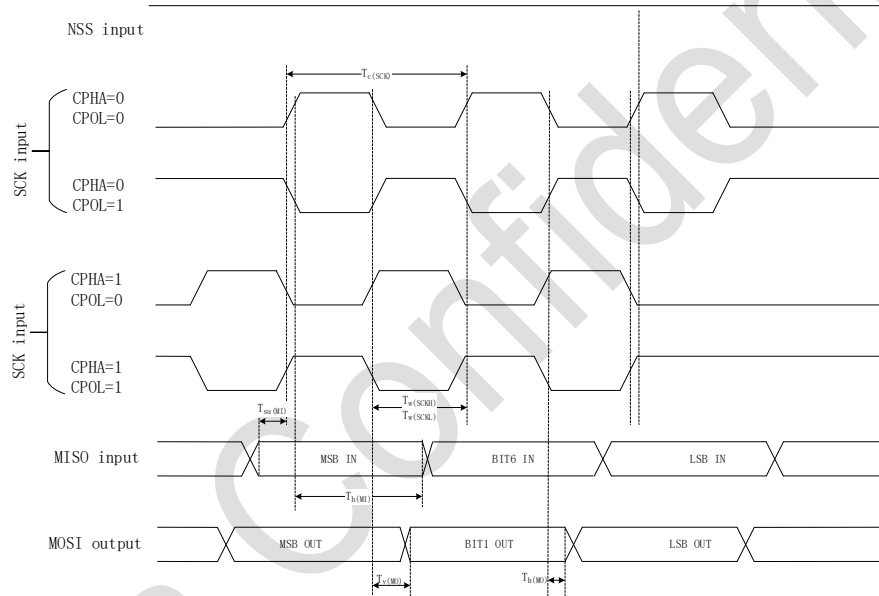 NSS input
Tc(SCK)
CPHA=0
CPOL=0
SCK input
CPHA=0
CPOL=1
CPHA=1
CPOL=0
SCK input
CPHA=1
CPOL=1
Tsu(MI)
Tw(SCKH)
Tw(SCKL)
MISO input
MSB IN
BIT6 IN
LSB IN
Th(MI)
MOSI output
MSB OUT
BIT1 OUT
LSB OUT
Tv(MO)
Th(MO)
Confident